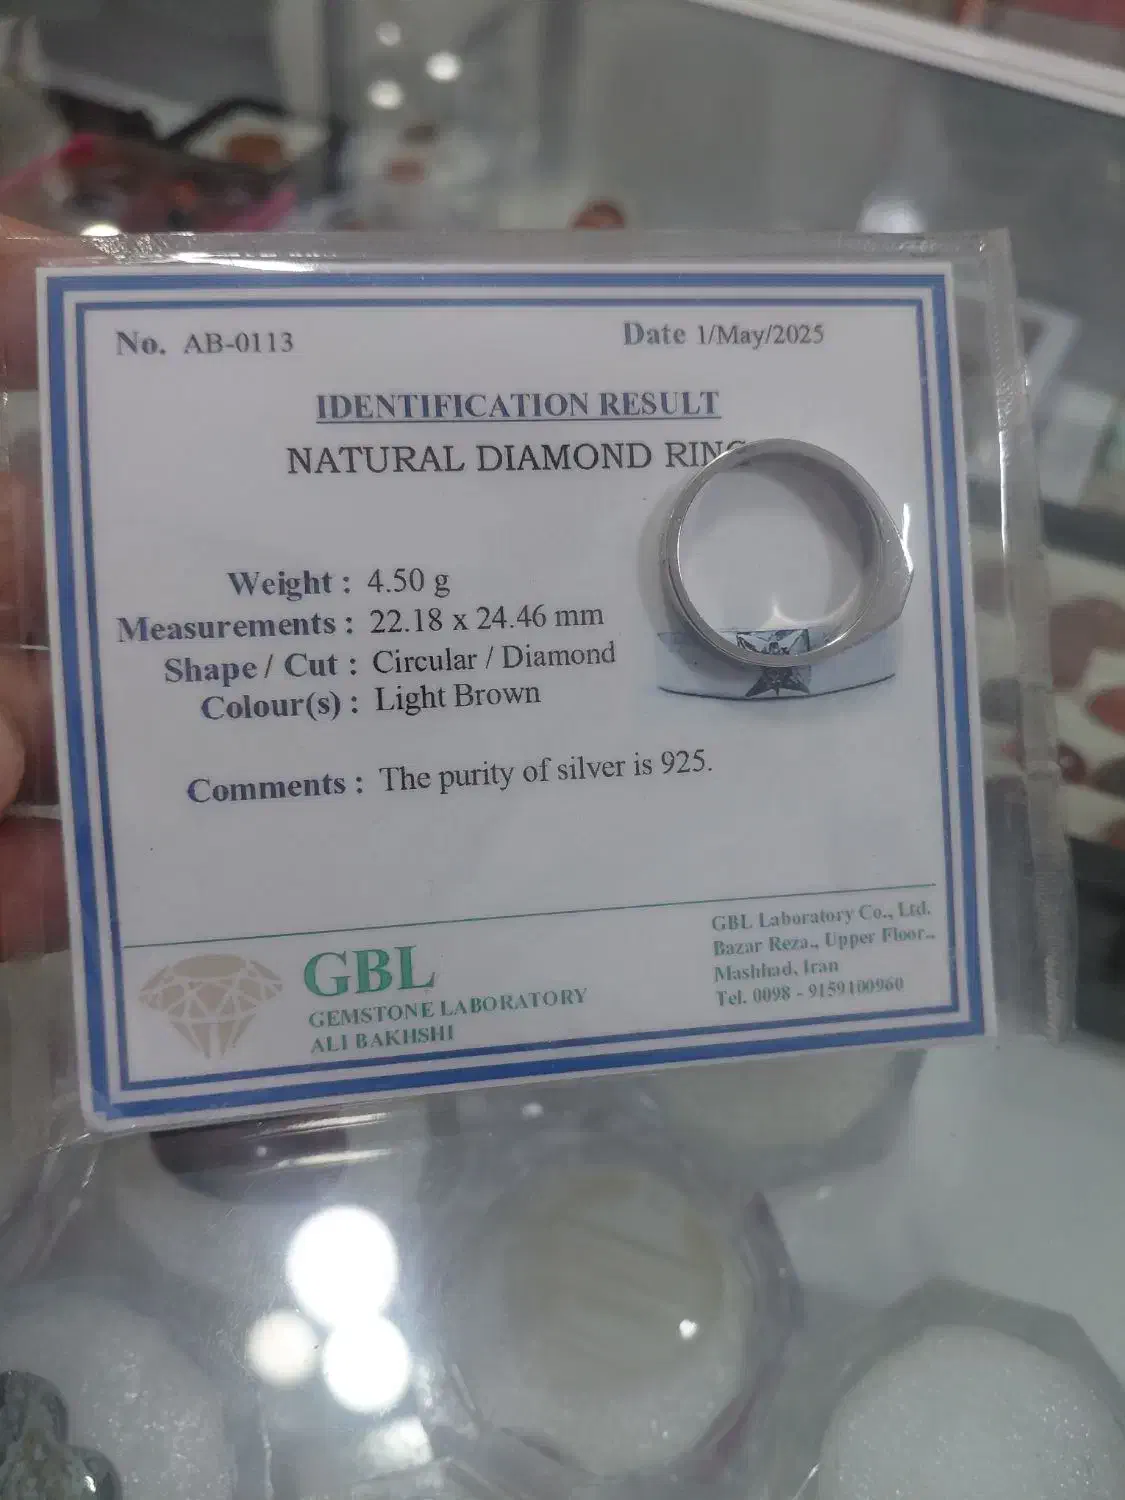 No. AB-0113
Date 1/May/2025
IDENTIFICATION RESULT
NATURAL DIAMOND RING
Weight : 4.50 g
Measurements : 22.18 x 24.46 mm
Shape / Cut : Circular / Diamond
Colour(s) : Light Brown
Comments : The purity of silver is 925.
GBL
GEMSTONE LABORATORY
ALI BAKHSHI
GBL Laboratory Co., Ltd.
Bazar Reza., Upper Floor..
Mashhad, Iran
Tel. 0098 - 9159100960